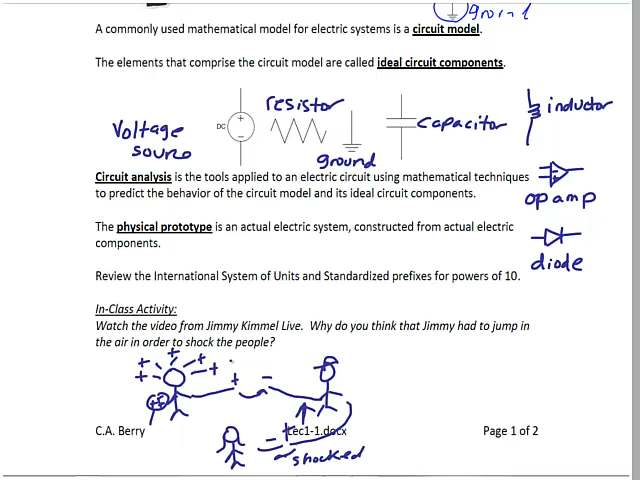 ground
A commonly used mathematical model for electric systems is a circuit model.
The elements that comprise the circuit model are called ideal circuit components.
resistor
inductor
Voltage
source
DC
+
−
capacitor
ground
Circuit analysis is the tools applied to an electric circuit using mathematical techniques
to predict the behavior of the circuit model and its ideal circuit components.
op amp
The physical prototype is an actual electric system, constructed from actual electric
components.
diode
Review the International System of Units and Standardized prefixes for powers of 10.
In-Class Activity:
Watch the video from Jimmy Kimmel Live.  Why do you think that Jimmy had to jump in
the air in order to shock the people?
+ + + + +
+ −
C.A. Berry
Lec1-1.docx
Page 1 of 2
− +
shocked